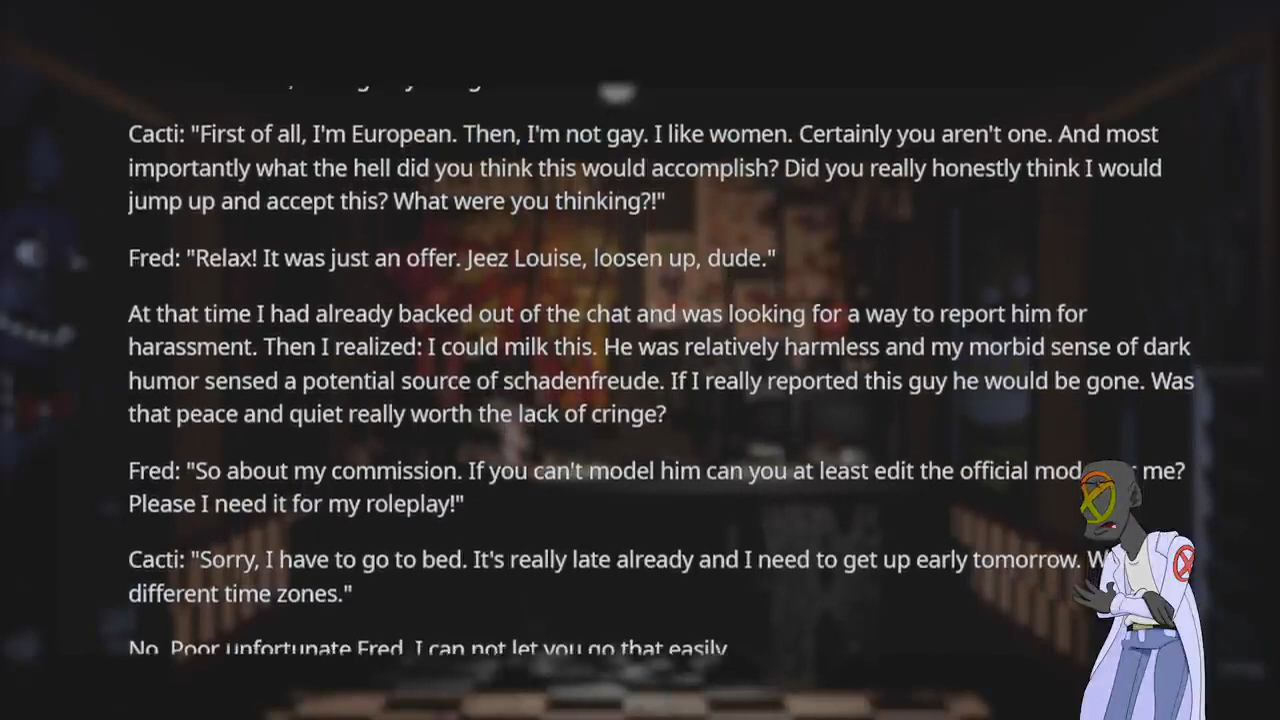 Cacti: "First of all, I'm European. Then, I'm not gay. I like women. Certainly you aren't one. And most
importantly what the hell did you think this would accomplish? Did you really honestly think I would
jump up and accept this? What were you thinking?!"
Fred: "Relax! It was just an offer. Jeez Louise, loosen up, dude."
At that time I had already backed out of the chat and was looking for a way to report him for
harassment. Then I realized: I could milk this. He was relatively harmless and my morbid sense of dark
humor sensed a potential source of schadenfreude. If I really reported this guy he would be gone. Was
that peace and quiet really worth the lack of cringe?
Fred: "So about my commission. If you can't model him can you at least edit the official me?
Please I need it for my roleplay!"
Cacti: "Sorry, I have to go to bed. It's really late already and I need to get up early tomorrow.
different time zones."
No. Poor unfortunate Fred. I can not let you go that easily